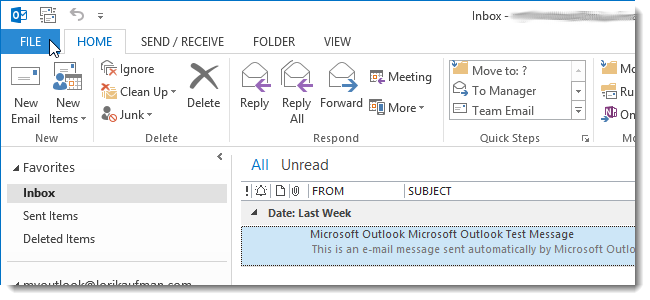 Inbox -
FILE HOME SEND / RECEIVE FOLDER VIEW
New Email
New Items
Ignore
Clean Up
Junk
Delete
Reply
Reply All
Forward
Meeting
More
Move to: ?
To Manager
Team Email
Mo
Ru
On
New Delete Respond Quick Steps
Favorites
Inbox
Sent Items
Deleted Items
myoutlook@lorikaufman.com
All Unread
! FROM SUBJECT
Date: Last Week
Microsoft Outlook Microsoft Outlook Test Message
This is an e-mail message sent automatically by Microsoft Outlo